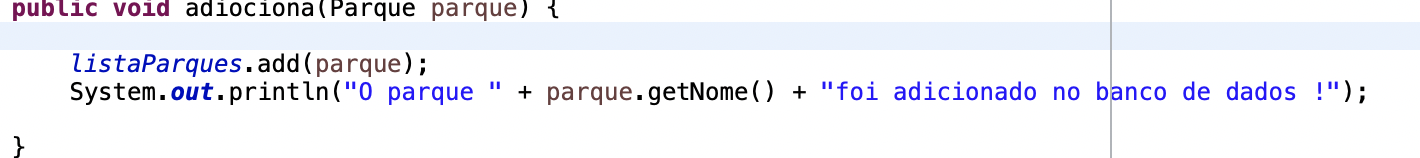 public void adiociona(Parque parque) {
listaParques.add(parque);
System.out.println("O parque " + parque.getNome() + "foi adicionado no banco de dados !");
}